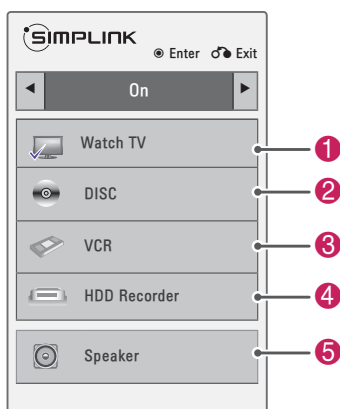 SIMPLINK
Enter Exit
◄ On ►
Watch TV 1
DISC 2
VCR 3
HDD Recorder 4
Speaker 5